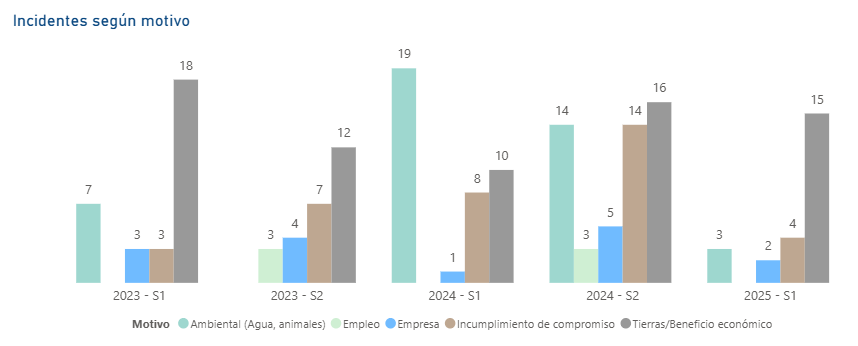 Incidentes según motivo
7 3 3 18
3 4 7 12
19 1 8 10
14 3 5 14 16
3 2 4 15
2023 - S1 2023 - S2 2024 - S1 2024 - S2 2025 - S1
Motivo Ambiental (Agua, animales) Empleo Empresa Incumplimiento de compromiso Tierras/Beneficio económico